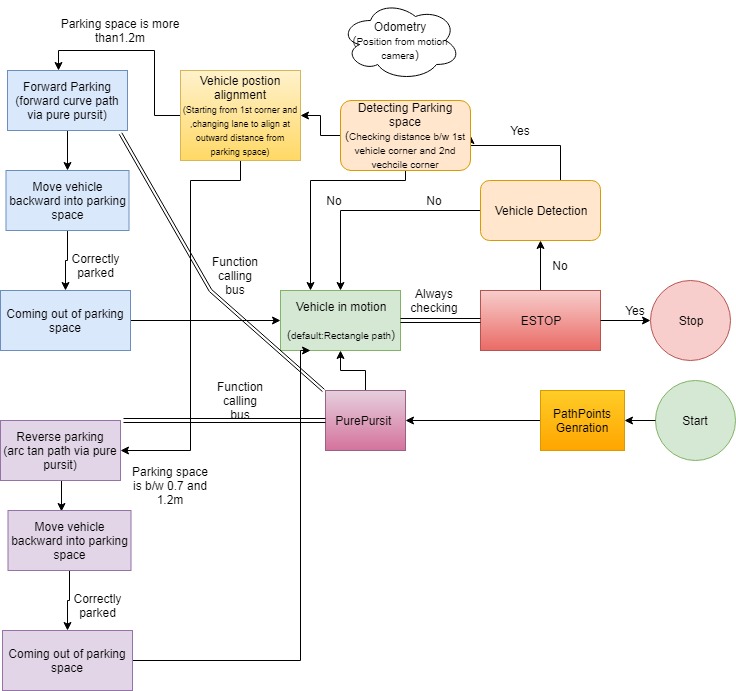 Parking space is more
than1.2m
Odometry
(Position from motion
camera)
Forward Parking
(forward curve path
via pure pursit)
Vehicle postion
alignment
(Starting from 1st corner and
,changing lane to align at
outward distance from
parking space)
Detecting Parking
space
(Checking distance b/w 1st
vehicle corner and 2nd
vechcile corner
Yes
Move vehicle
backward into parking
space
No
No
Vehicle Detection
Correctly
parked
Function
calling
bus
No
Coming out of parking
space
Vehicle in motion
(default:Rectangle path)
Always
checking
ESTOP
Yes
Stop
Function
calling
bus
PurePursit
PathPoints
Genration
Start
Reverse parking
(arc tan path via pure
pursit)
Parking space
is b/w 0.7 and
1.2m
Move vehicle
backward into parking
space
Correctly
parked
Coming out of parking
space